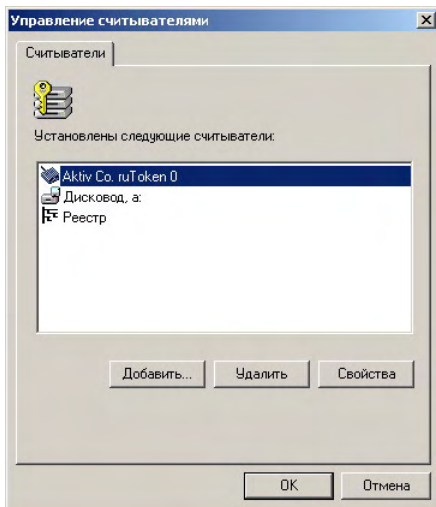 Управление считывателями
Считыватели
Установлены следующие считыватели:
Aktiv Co. ruToken 0
Дисковод, a:
Реестр
Добавить... Удалить Свойства
OK Отмена